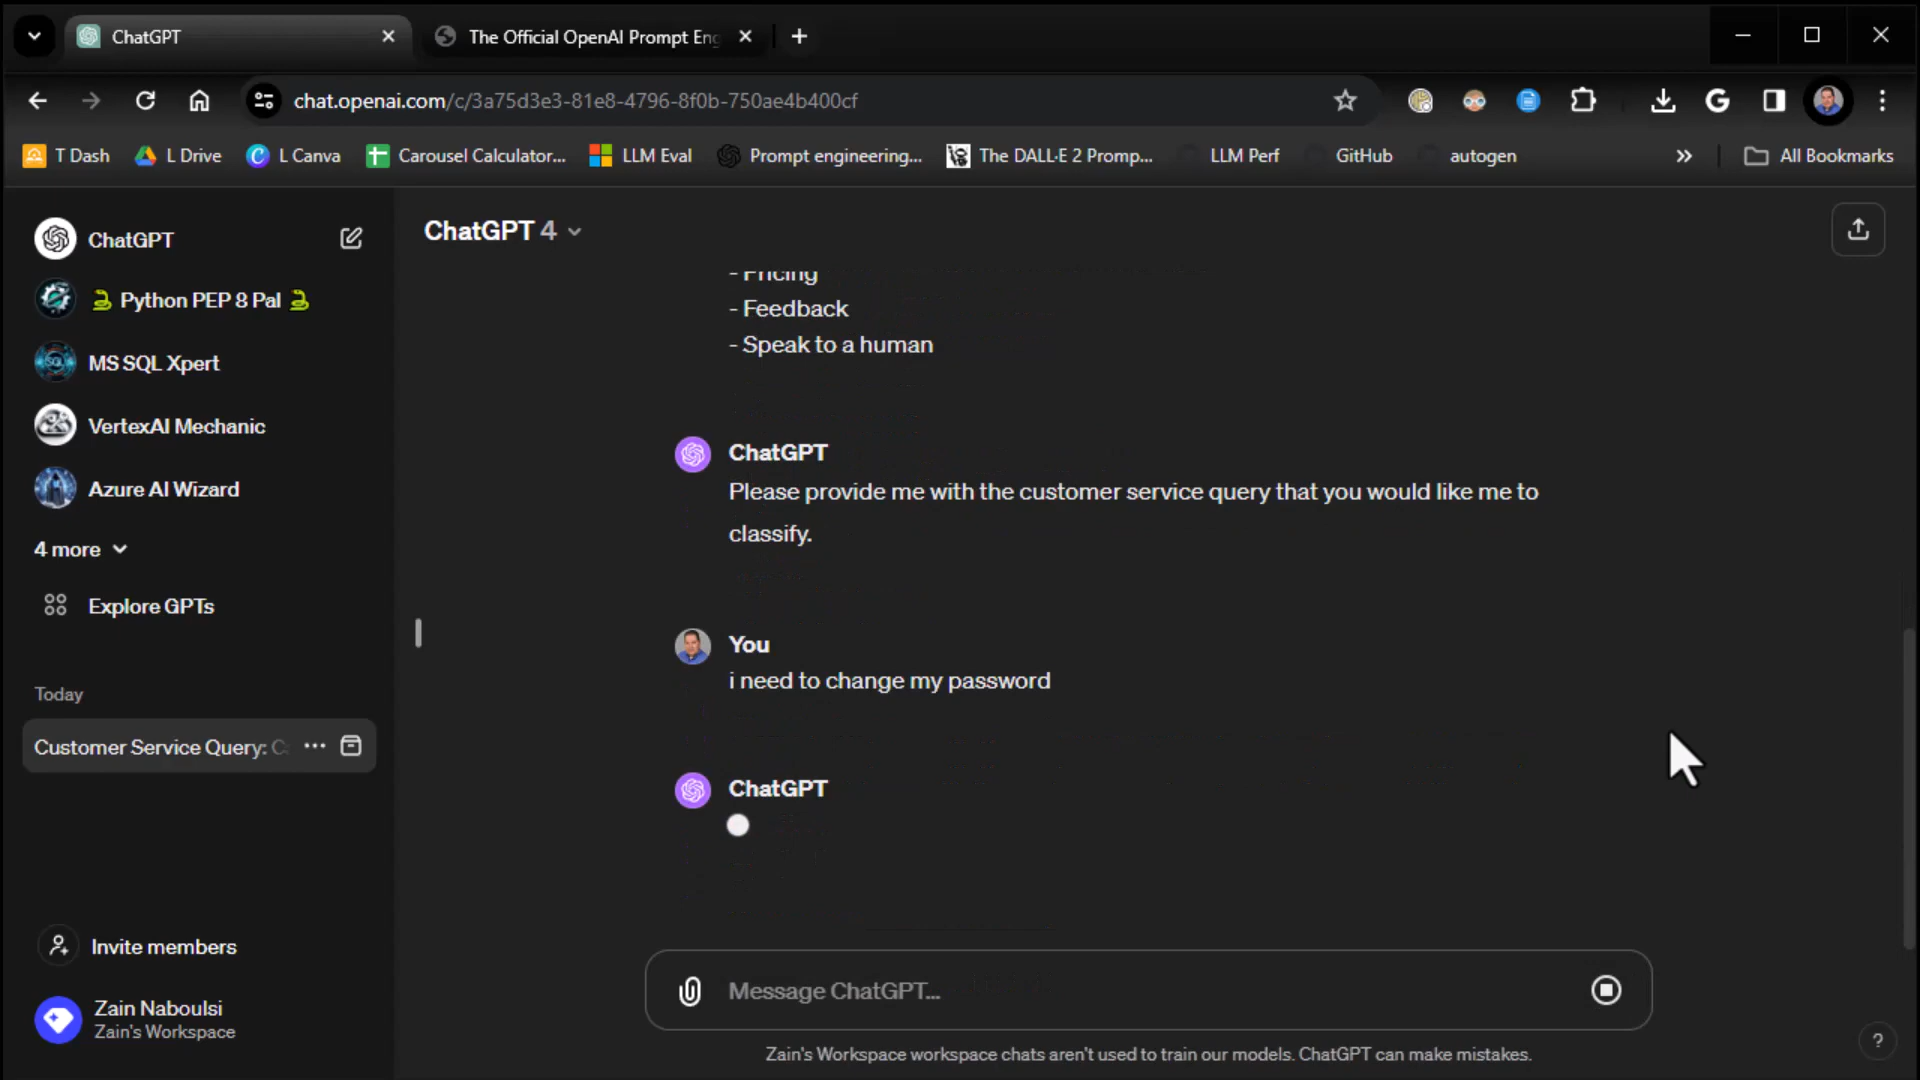 ChatGPT
The Official OpenAI Prompt Eng
chat.openai.com/c/3a75d3e3-81e8-4796-8f0b-750ae4b400cf
T Dash
L Drive
L Canva
Carousel Calculator...
LLM Eval
Prompt engineering...
The DALL·E 2 Promp...
LLM Perf
GitHub
autogen
All Bookmarks
ChatGPT
Python PEP 8 Pal
MS SQL Xpert
VertexAI Mechanic
Azure AI Wizard
4 more
Explore GPTs
Today
Customer Service Query: Ca
Invite members
Zain Naboulsi
Zain's Workspace
ChatGPT 4
- Pricing
- Feedback
- Speak to a human
ChatGPT
Please provide me with the customer service query that you would like me to
classify.
You
i need to change my password
ChatGPT
Message ChatGPT...
Zain's Workspace workspace chats aren't used to train our models. ChatGPT can make mistakes.
?